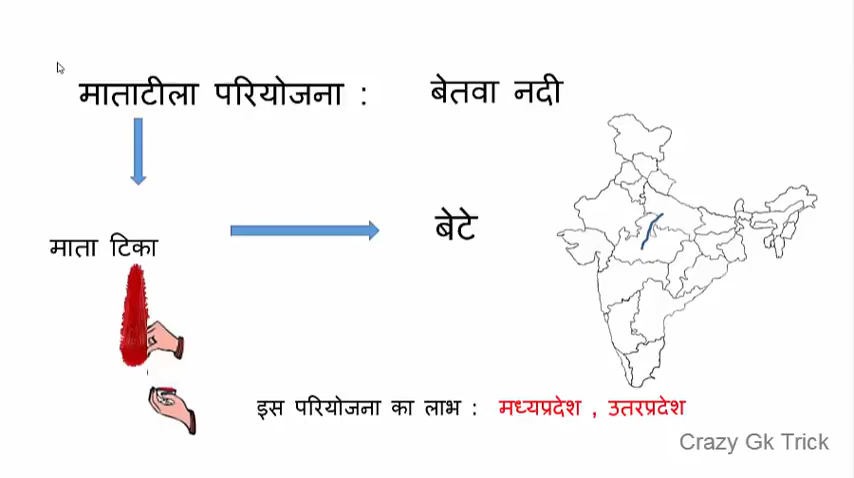 माताटीला परियोजना : बेतवा नदी
माता टिका बेटे
इस परियोजना का लाभ : मध्यप्रदेश , उतरप्रदेश
Crazy Gk Trick